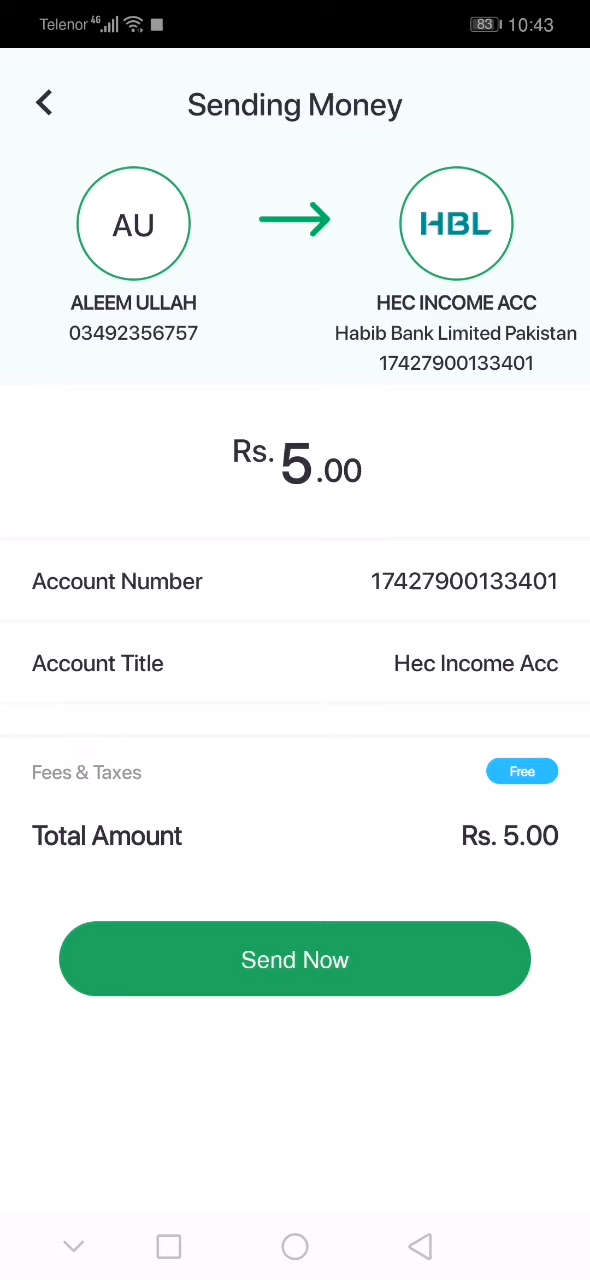 Telenor 4G 83 10:43
Sending Money
AU
HBL
ALEEM ULLAH
03492356757
HEC INCOME ACC
Habib Bank Limited Pakistan
17427900133401
Rs. 5.00
Account Number 17427900133401
Account Title Hec Income Acc
Fees & Taxes Free
Total Amount Rs. 5.00
Send Now